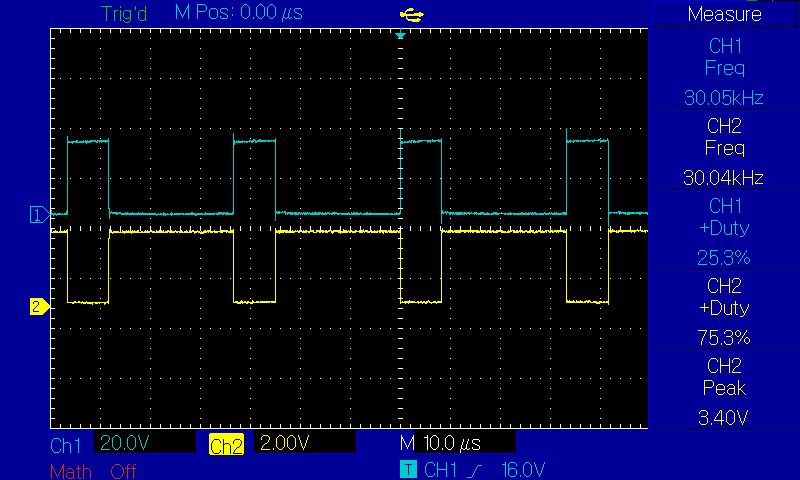 Trig'd M Pos: 0.00 µs
Measure
CH1
Freq
30.05kHz
CH2
Freq
30.04kHz
CH1
+Duty
25.3%
CH2
+Duty
75.3%
CH2
Peak
3.40V
1
2
Ch1 20.0V Ch2 2.00V M 10.0 µs
Math Off T CH1 16.0V